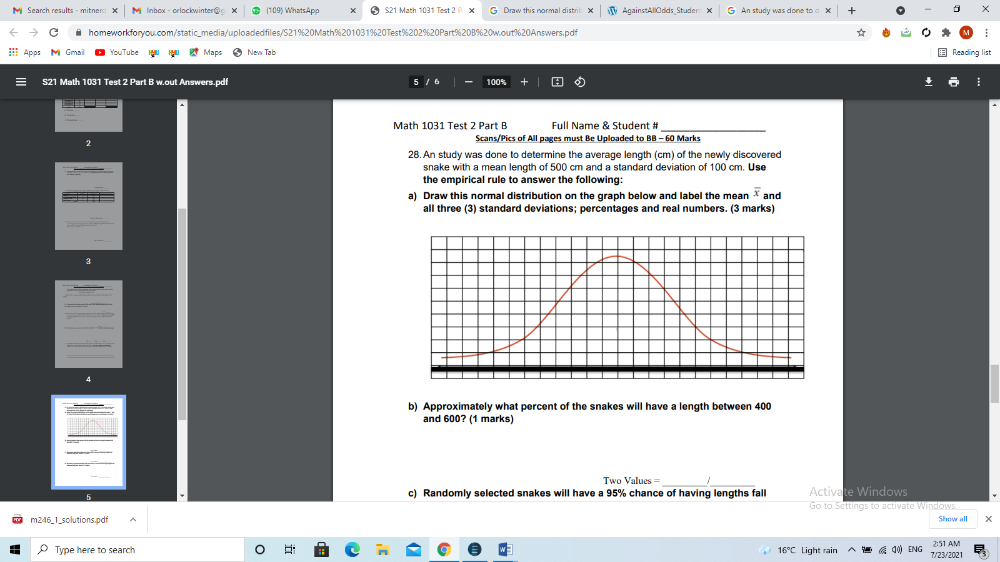 Search results - mitnerd
Inbox - orlockwinter@g
(109) WhatsApp
S21 Math 1031 Test 2 P
Draw this normal distrib
AgainstAllOdds_Studen
An study was done to d
homeworkforyou.com/static_media/uploadedfiles/S21%20Math%201031%20Test%202%20Part%20B%20w.out%20Answers.pdf
M
Apps
Gmail
YouTube
Maps
New Tab
Reading list
S21 Math 1031 Test 2 Part B w.out Answers.pdf
5 / 6
100%
2
3
4
5
Math 1031 Test 2 Part B Full Name & Student # ____________________
Scans/Pics of All pages must Be Uploaded to BB – 60 Marks
28. An study was done to determine the average length (cm) of the newly discovered
snake with a mean length of 500 cm and a standard deviation of 100 cm. Use
the empirical rule to answer the following:
a) Draw this normal distribution on the graph below and label the mean x̅ and
all three (3) standard deviations; percentages and real numbers. (3 marks)
b) Approximately what percent of the snakes will have a length between 400
and 600? (1 marks)
Two Values = _________/_________
c) Randomly selected snakes will have a 95% chance of having lengths fall
Activate Windows
Go to Settings to activate Windows.
PDF
m246_1_solutions.pdf
Show all
Type here to search
16°C Light rain
ENG
2:51 AM
7/23/2021
3